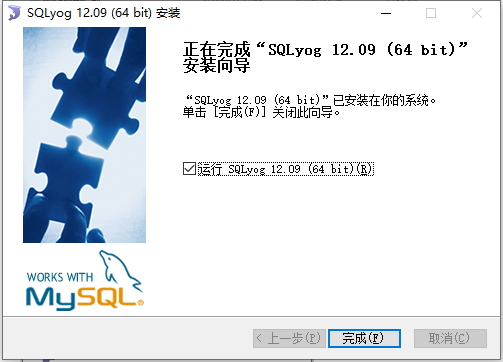 SQLyog 12.09 (64 bit) 安装
正在完成“SQLyog 12.09 (64 bit)”
安装向导
“SQLyog 12.09 (64 bit)”已安装在你的系统。
单击 [完成(F)] 关闭此向导。
运行 SQLyog 12.09 (64 bit)(R)
WORKS WITH
MySQL®
< 上一步(P)
完成(F)
取消(C)